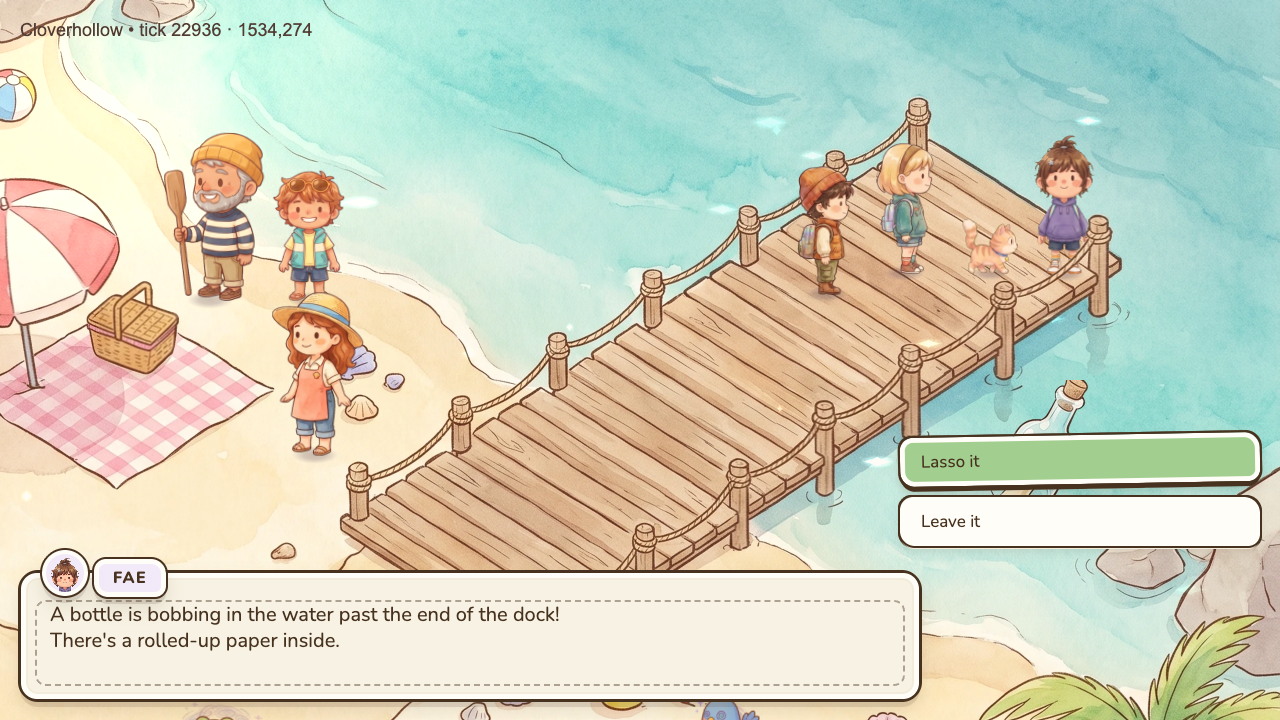 Cloverhollow • tick 22936 · 1534,274
Lasso it
Leave it
FAE
A bottle is bobbing in the water past the end of the dock!
There's a rolled-up paper inside.